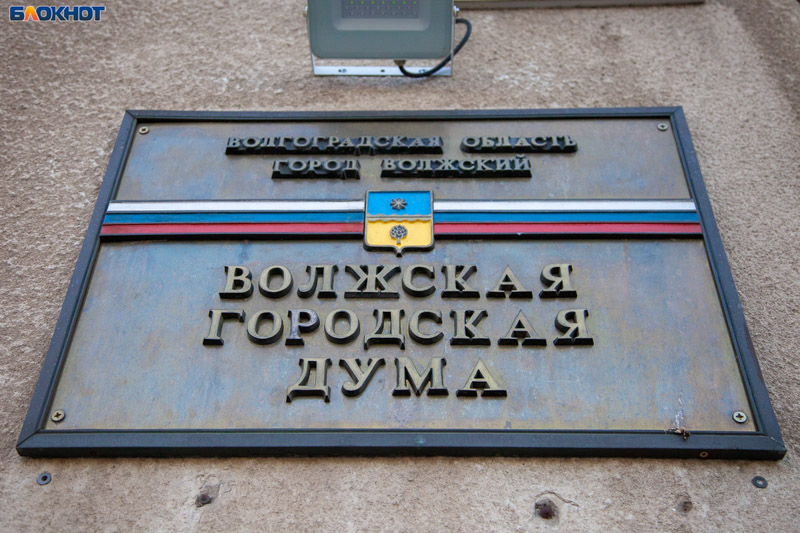 БЛОКНОТ
ВОЛГОГРАДСКАЯ ОБЛАСТЬ
ГОРОД ВОЛЖСКИЙ
ВОЛЖСКАЯ
ГОРОДСКАЯ
ДУМА